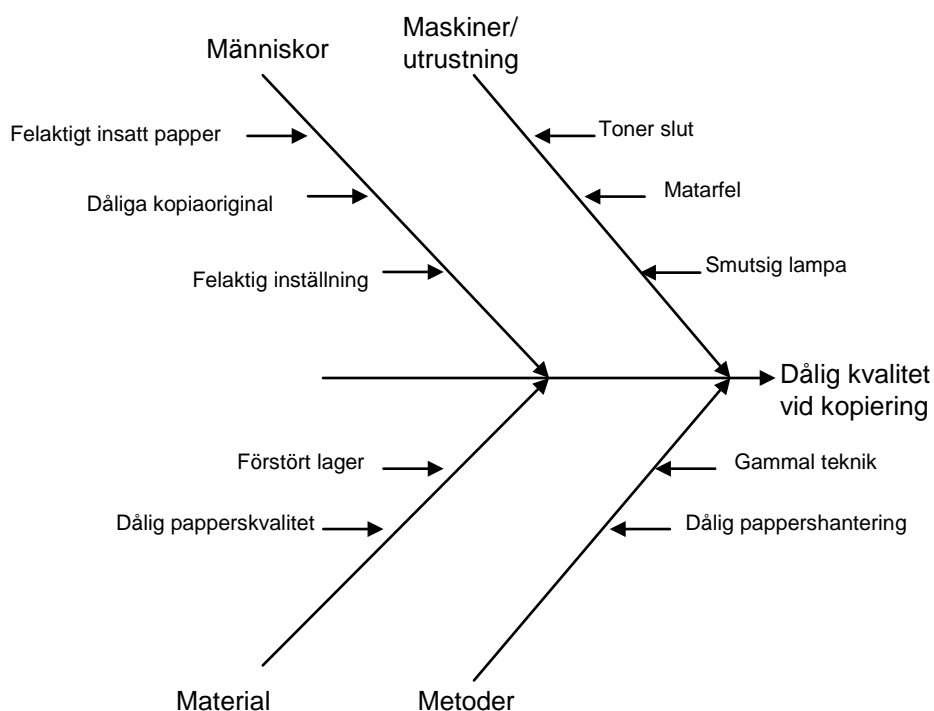 Människor
Maskiner/
utrustning
Felaktigt insatt papper
Toner slut
Dåliga kopiaoriginal
Matarfel
Felaktig inställning
Smutsig lampa
Dålig kvalitet
vid kopiering
Förstört lager
Gammal teknik
Dålig papperskvalitet
Dålig pappershantering
Material
Metoder